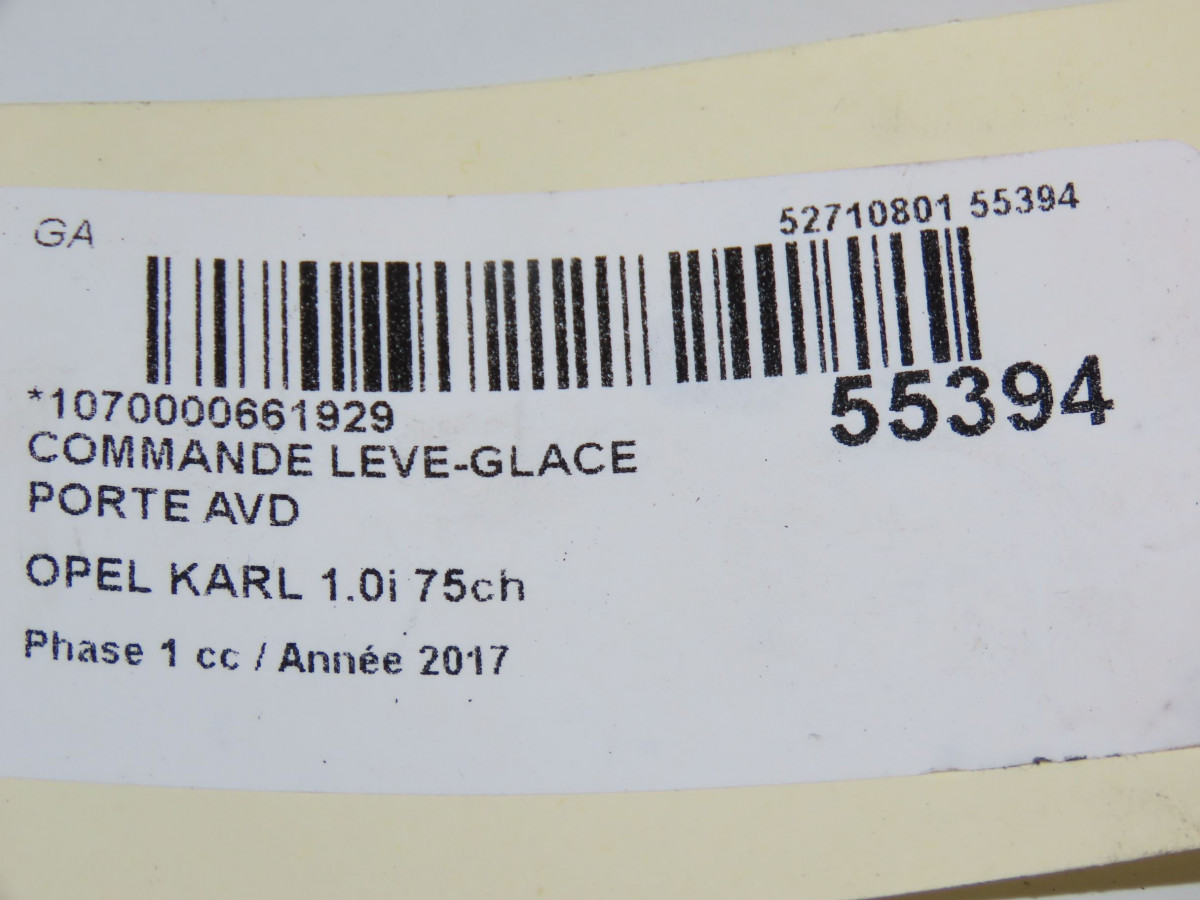 GA
52710801 55394
*1070000661929
55394
COMMANDE LEVE-GLACE
PORTE AVD
OPEL KARL 1.0i 75ch
Phase 1 cc / Année 2017